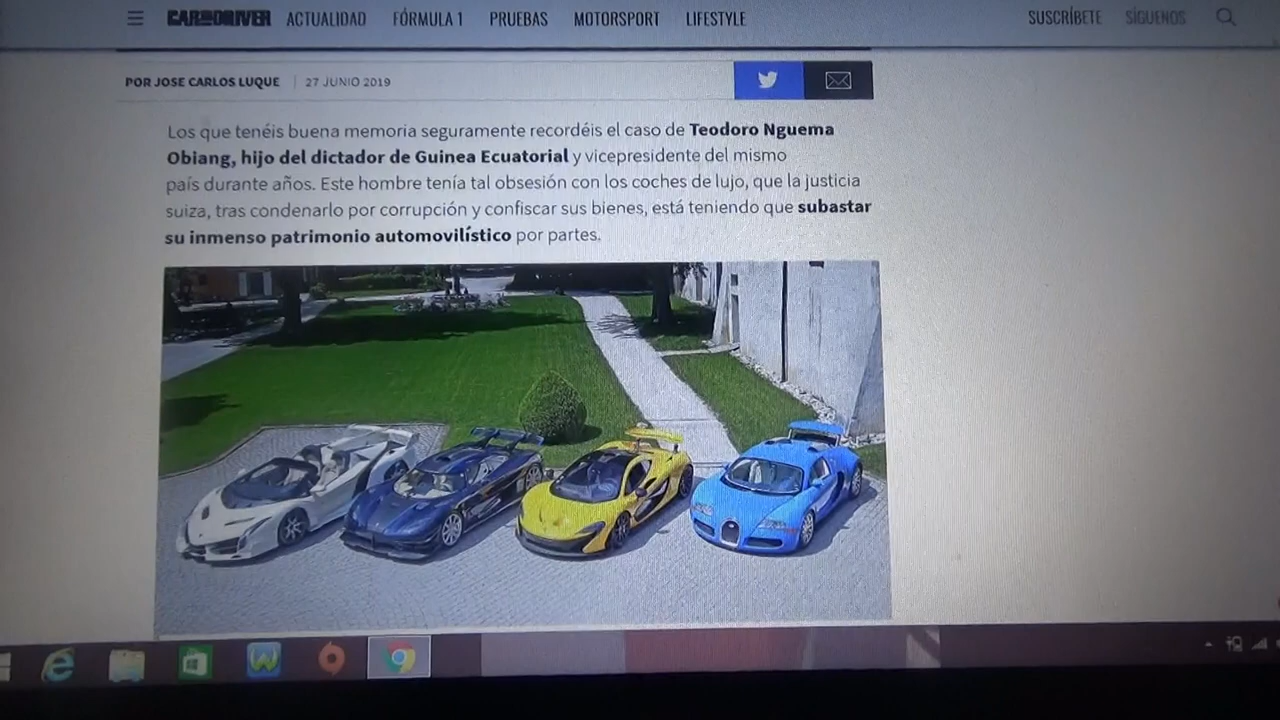 CAR AND DRIVER ACTUALIDAD FÓRMULA 1 PRUEBAS MOTORSPORT LIFESTYLE SUSCRÍBETE SÍGUENOS
POR JOSE CARLOS LUQUE | 27 JUNIO 2019
Los que tenéis buena memoria seguramente recordéis el caso de Teodoro Nguema
Obiang, hijo del dictador de Guinea Ecuatorial y vicepresidente del mismo
país durante años. Este hombre tenía tal obsesión con los coches de lujo, que la justicia
suiza, tras condenarlo por corrupción y confiscar sus bienes, está teniendo que subastar
su inmenso patrimonio automovilístico por partes.